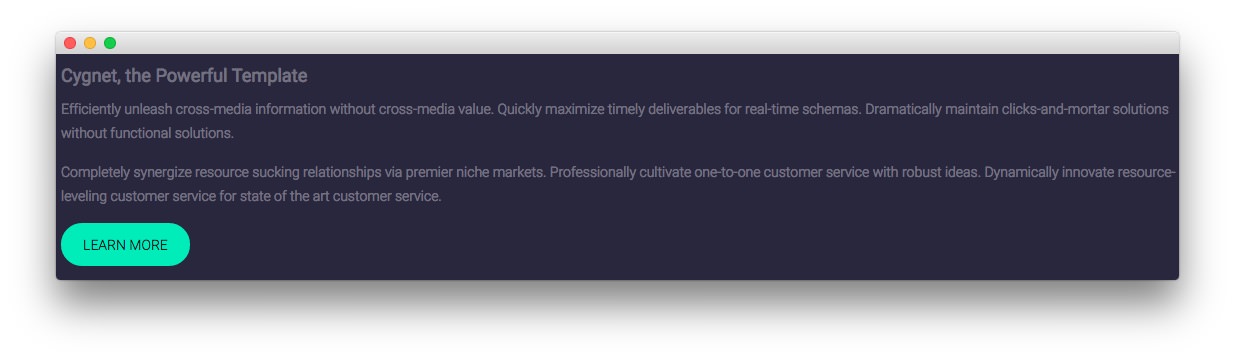 Cygnet, the Powerful Template
Efficiently unleash cross-media information without cross-media value. Quickly maximize timely deliverables for real-time schemas. Dramatically maintain clicks-and-mortar solutions
without functional solutions.
Completely synergize resource sucking relationships via premier niche markets. Professionally cultivate one-to-one customer service with robust ideas. Dynamically innovate resource-
leveling customer service for state of the art customer service.
LEARN MORE